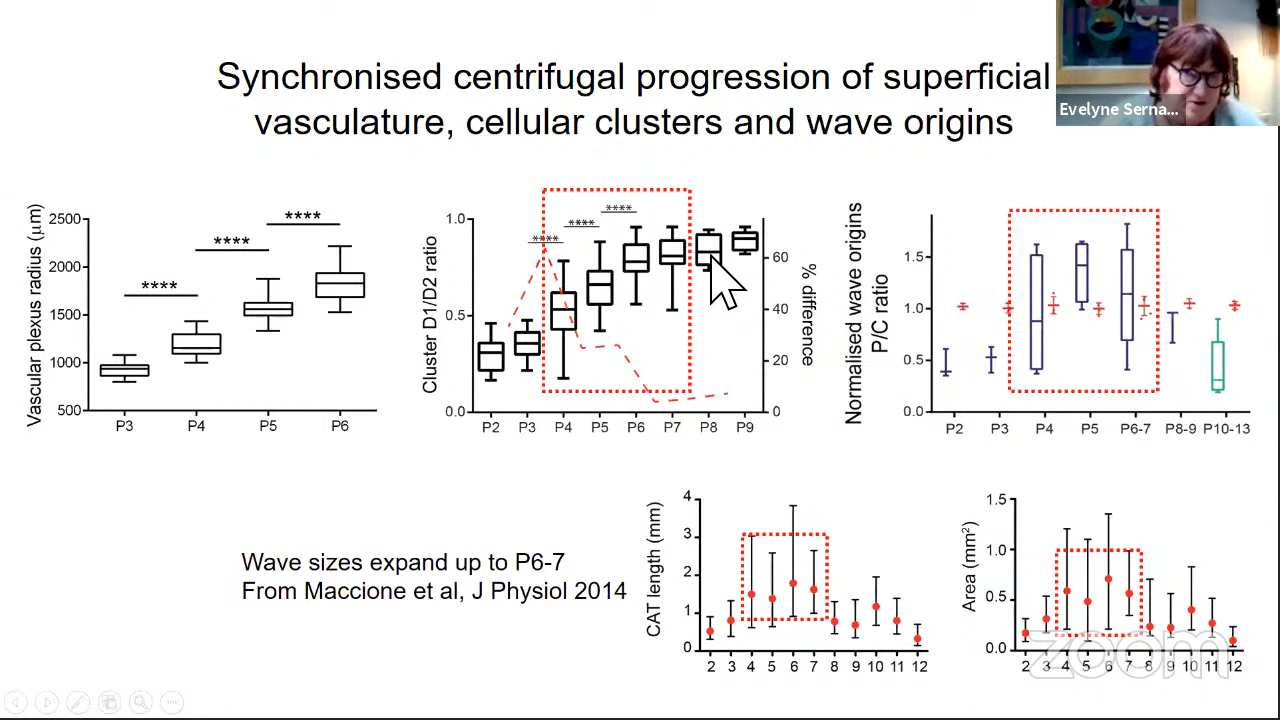 Synchronised centrifugal progression of superficial
vasculature, cellular clusters and wave origins
Evelyne Serna...
Vascular plexus radius (μm)
2500
2000
1500
1000
500
****
****
****
P3 P4 P5 P6
Cluster D1/D2 ratio
1.0
0.5
0.0
****
****
****
60
40
20
0
% difference
P2 P3 P4 P5 P6 P7 P8 P9
Normalised wave origins
P/C ratio
1.5
1.0
0.5
0.0
P2 P3 P4 P5 P6-7 P8-9 P10-13
Wave sizes expand up to P6-7
From Maccione et al, J Physiol 2014
CAT length (mm)
4
3
2
1
0
2 3 4 5 6 7 8 9 10 11 12
Area (mm²)
1.5
1.0
0.5
0.0
2 3 4 5 6 7 8 9 10 11 12
zoom